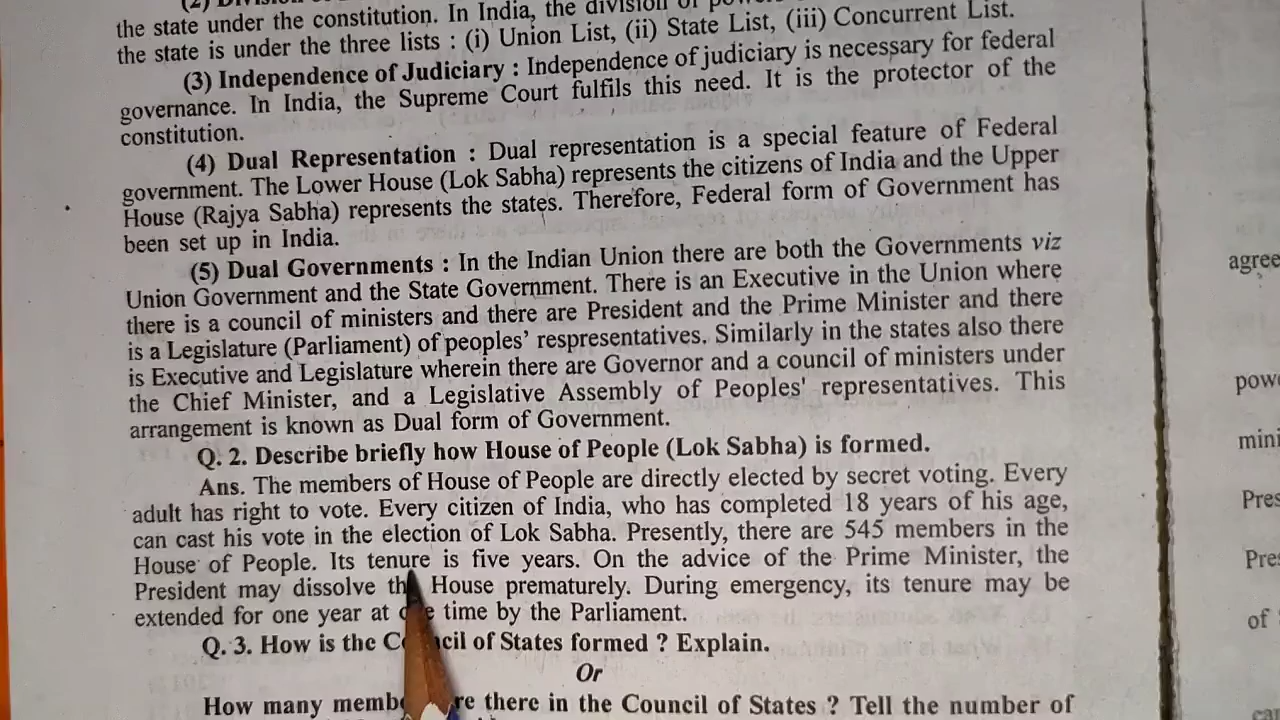 the state under the constitution. In India, the division of
the state is under the three lists : (i) Union List, (ii) State List, (iii) Concurrent List.
(3) Independence of Judiciary : Independence of judiciary is necessary for federal
governance. In India, the Supreme Court fulfils this need. It is the protector of the
constitution.
(4) Dual Representation : Dual representation is a special feature of Federal
government. The Lower House (Lok Sabha) represents the citizens of India and the Upper
House (Rajya Sabha) represents the states. Therefore, Federal form of Government has
been set up in India.
(5) Dual Governments : In the Indian Union there are both the Governments viz
Union Government and the State Government. There is an Executive in the Union where
there is a council of ministers and there are President and the Prime Minister and there
is a Legislature (Parliament) of peoples' respresentatives. Similarly in the states also there
is Executive and Legislature wherein there are Governor and a council of ministers under
the Chief Minister, and a Legislative Assembly of Peoples' representatives. This
arrangement is known as Dual form of Government.
Q. 2. Describe briefly how House of People (Lok Sabha) is formed.
Ans. The members of House of People are directly elected by secret voting. Every
adult has right to vote. Every citizen of India, who has completed 18 years of his age,
can cast his vote in the election of Lok Sabha. Presently, there are 545 members in the
House of People. Its tenure is five years. On the advice of the Prime Minister, the
President may dissolve the House prematurely. During emergency, its tenure may be
extended for one year at one time by the Parliament.
Q. 3. How is the Council of States formed ? Explain.
Or
How many there in the Council of States ? Tell the number of
agree
mini
Pres
Pre
of